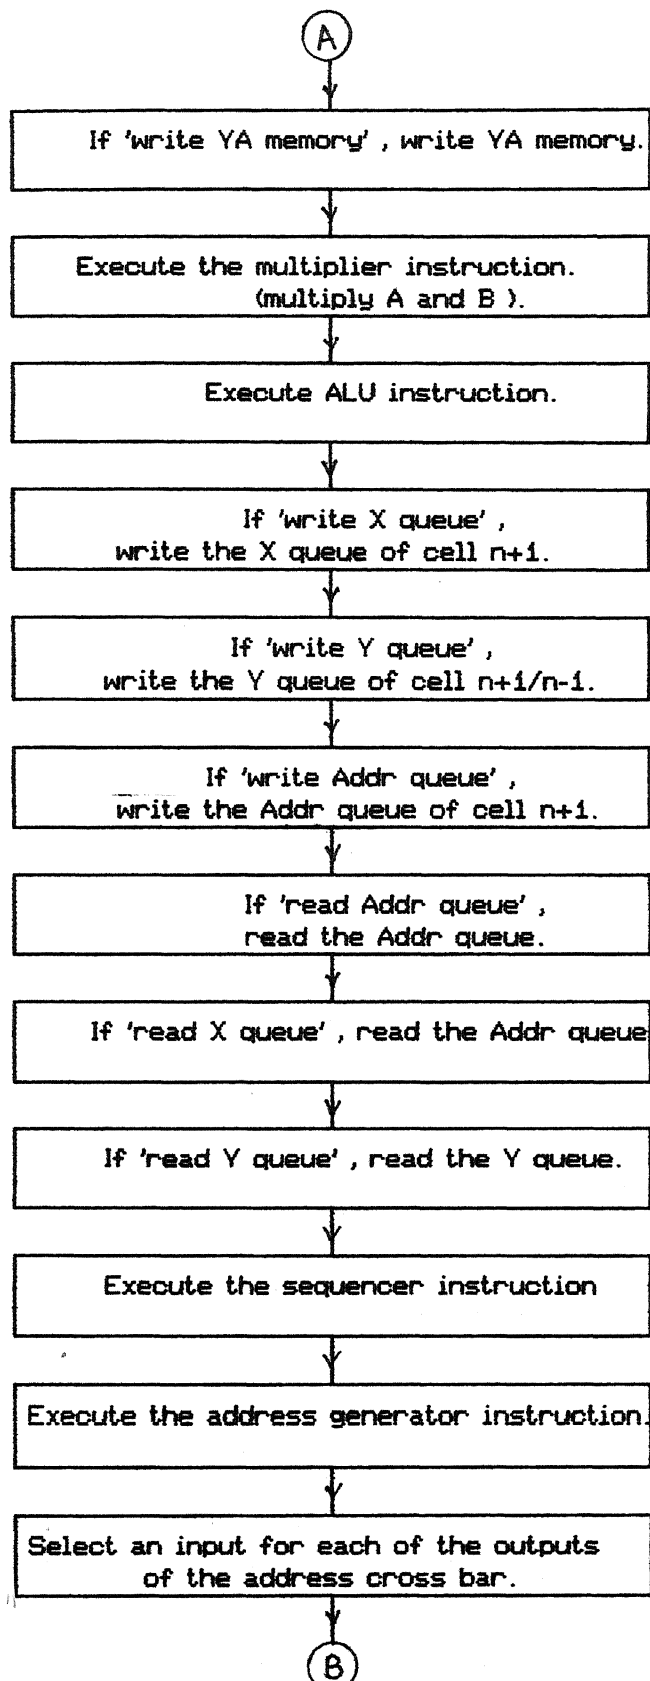 A
If 'write YA memory' , write YA memory.
Execute the multiplier instruction.
(multiply A and B ).
Execute ALU instruction.
If 'write X queue' ,
write the X queue of cell n+1.
If 'write Y queue' ,
write the Y queue of cell n+1/n-1.
If 'write Addr queue' ,
write the Addr queue of cell n+1.
If 'read Addr queue' ,
read the Addr queue.
If 'read X queue' , read the Addr queue
If 'read Y queue' , read the Y queue.
Execute the sequencer instruction
Execute the address generator instruction.
Select an input for each of the outputs
of the address cross bar.
B